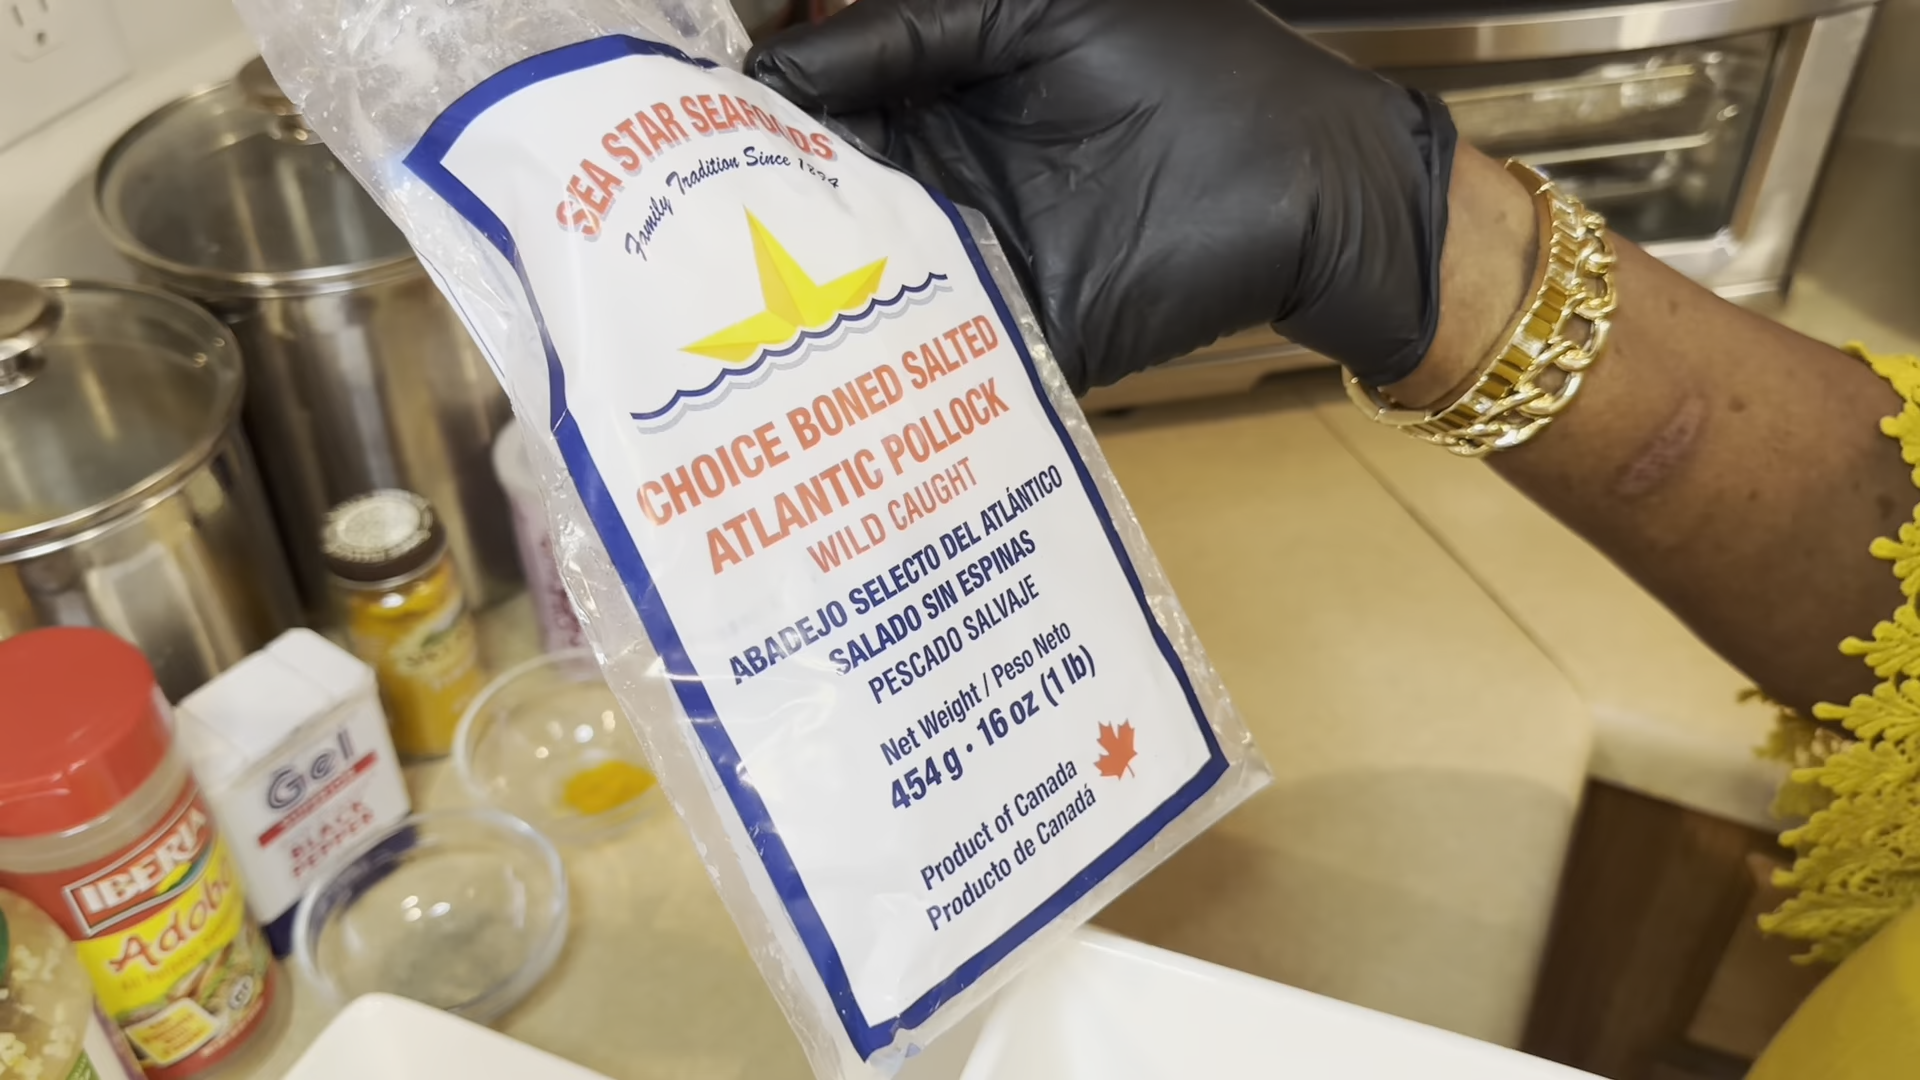 SEA STAR SEAFOODS
Family Tradition Since 1894
CHOICE BONED SALTED
ATLANTIC POLLOCK
WILD CAUGHT
ABADEJO SELECTO DEL ATLÁNTICO
SALADO SIN ESPINAS
PESCADO SALVAJE
Net Weight / Peso Neto
454 g • 16 oz (1 lb)
Product of Canada
Producto de Canadá
Gel
BLACK
PEPPER
IBERIA
Adobo